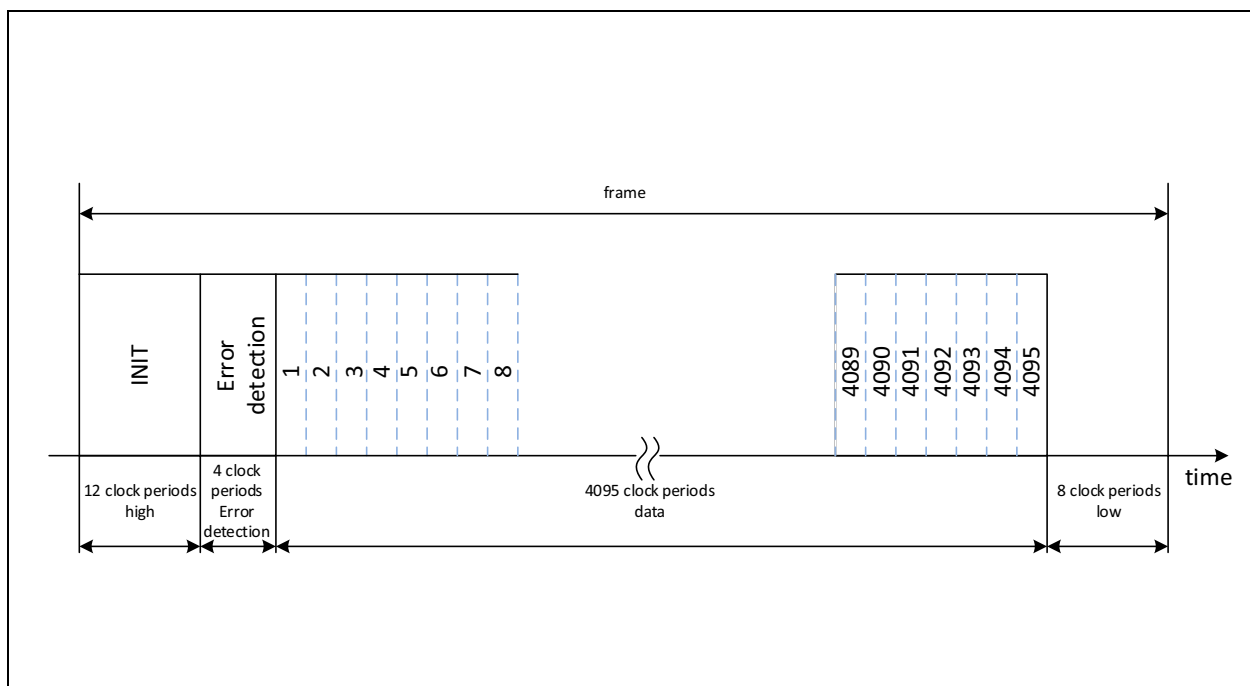 frame
INIT
Error
detection
1
2
3
4
5
6
7
8
4089
4090
4091
4092
4093
4094
4095
time
12 clock periods
high
4 clock
periods
Error
detection
4095 clock periods
data
8 clock periods
low